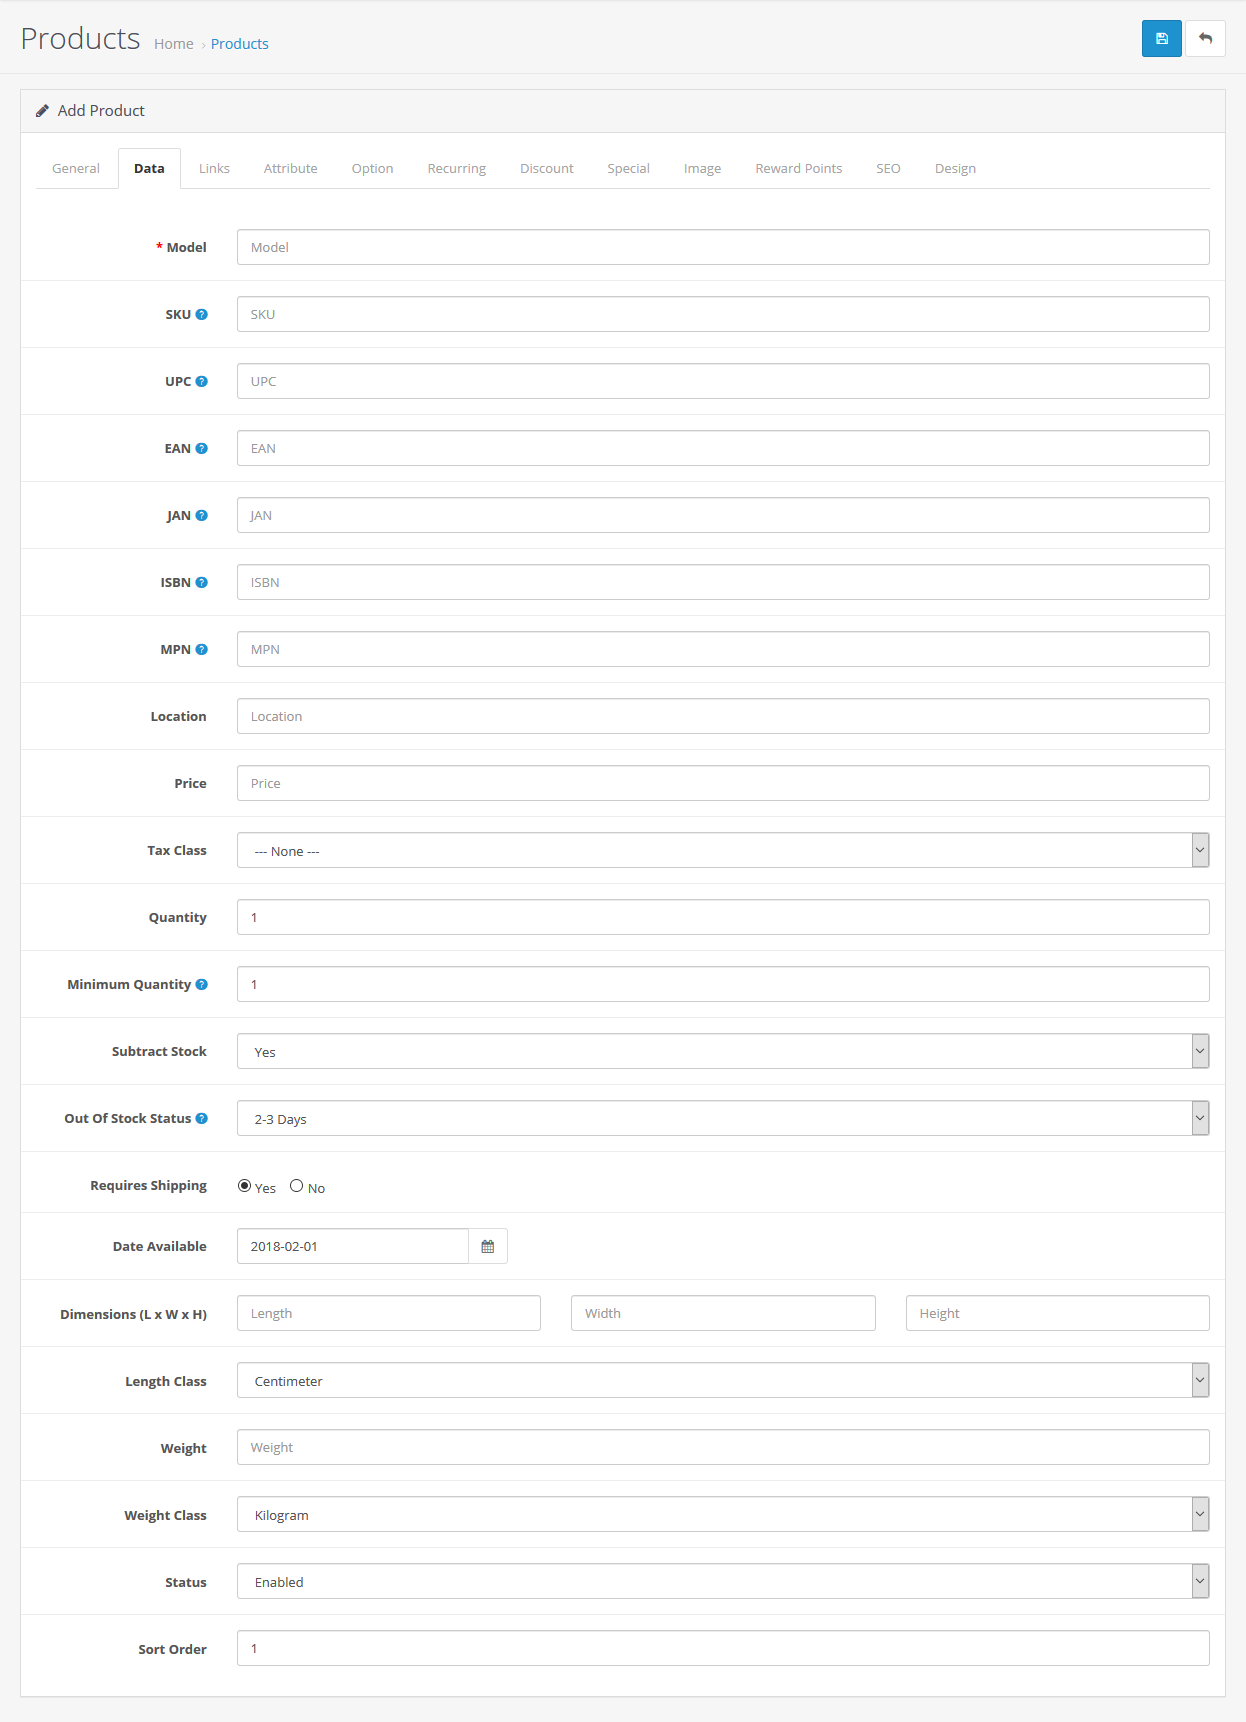 Products Home › Products
Add Product
General Data Links Attribute Option Recurring Discount Special Image Reward Points SEO Design
* Model Model
SKU ? SKU
UPC ? UPC
EAN ? EAN
JAN ? JAN
ISBN ? ISBN
MPN ? MPN
Location Location
Price Price
Tax Class --- None ---
Quantity 1
Minimum Quantity ? 1
Subtract Stock Yes
Out Of Stock Status ? 2-3 Days
Requires Shipping Yes No
Date Available 2018-02-01
Dimensions (L x W x H) Length Width Height
Length Class Centimeter
Weight Weight
Weight Class Kilogram
Status Enabled
Sort Order 1